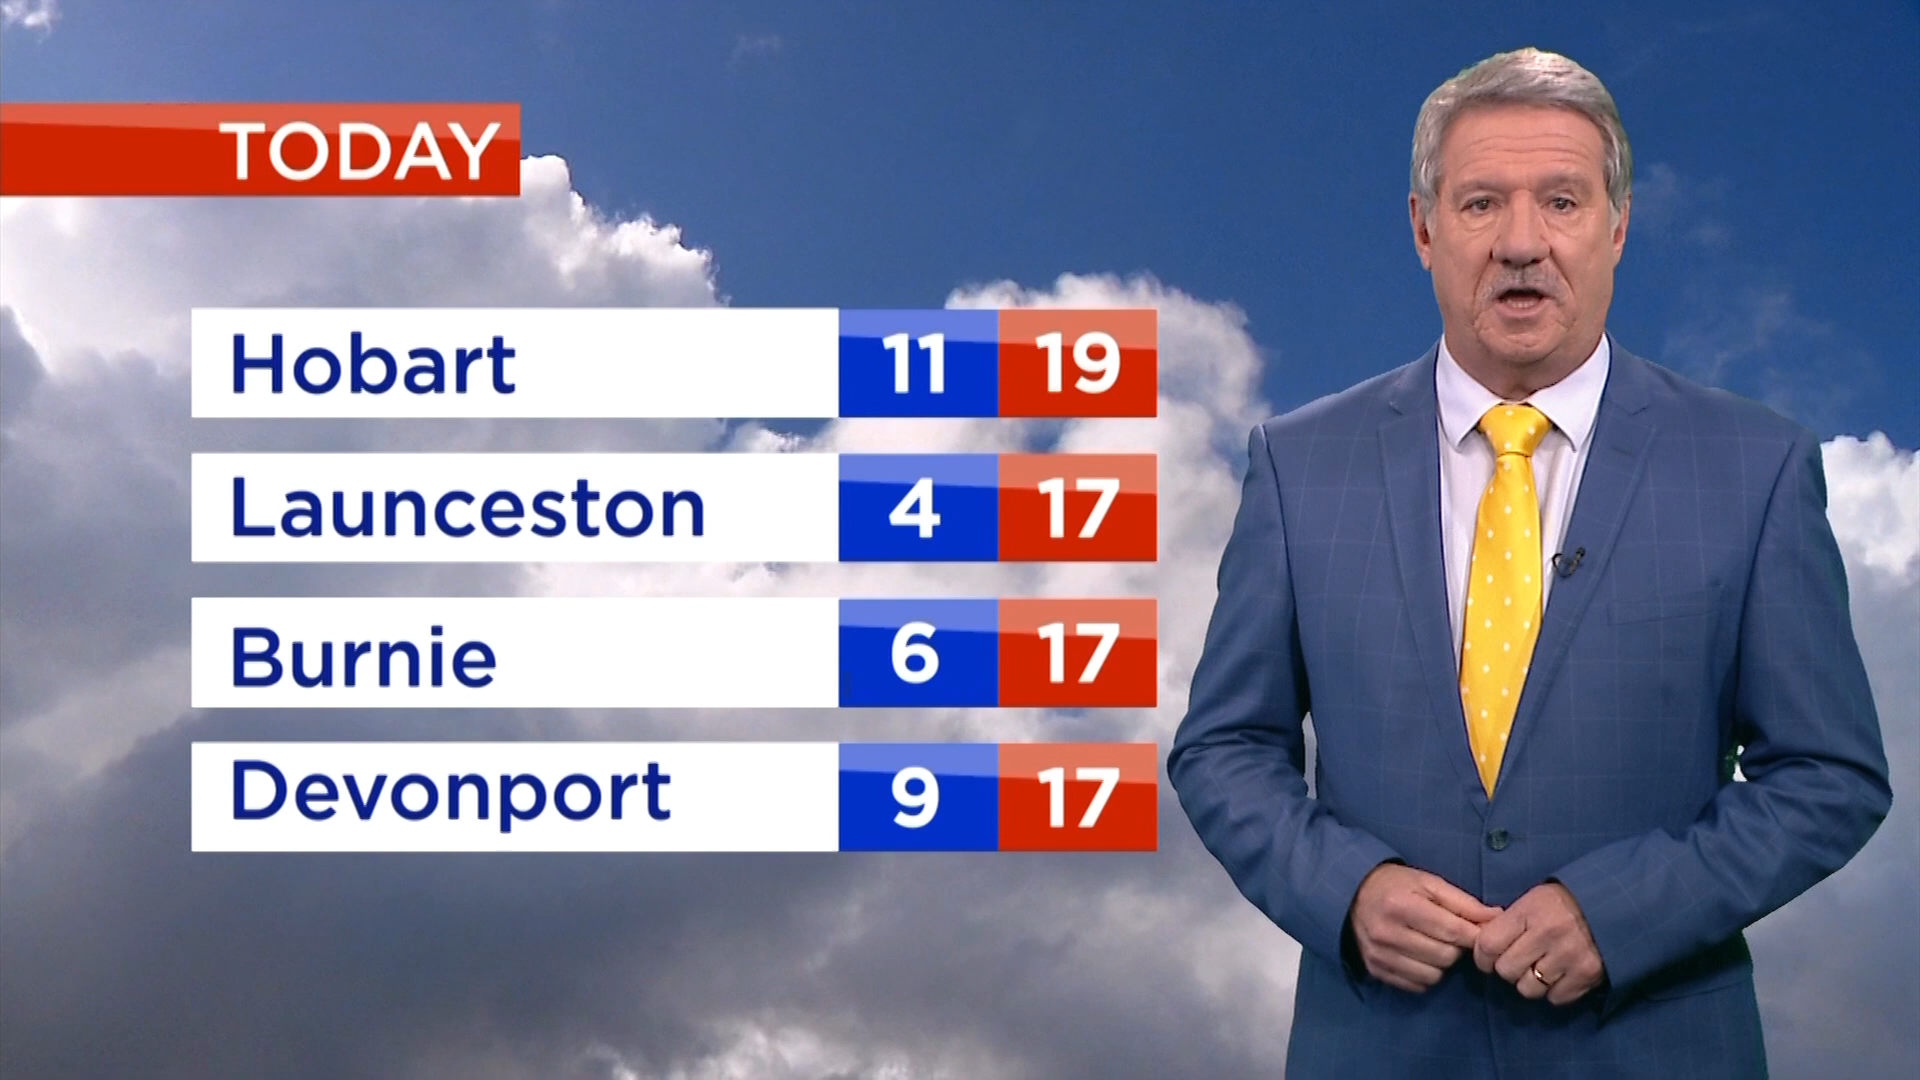 TODAY
Hobart 11 19
Launceston 4 17
Burnie 6 17
Devonport 9 17